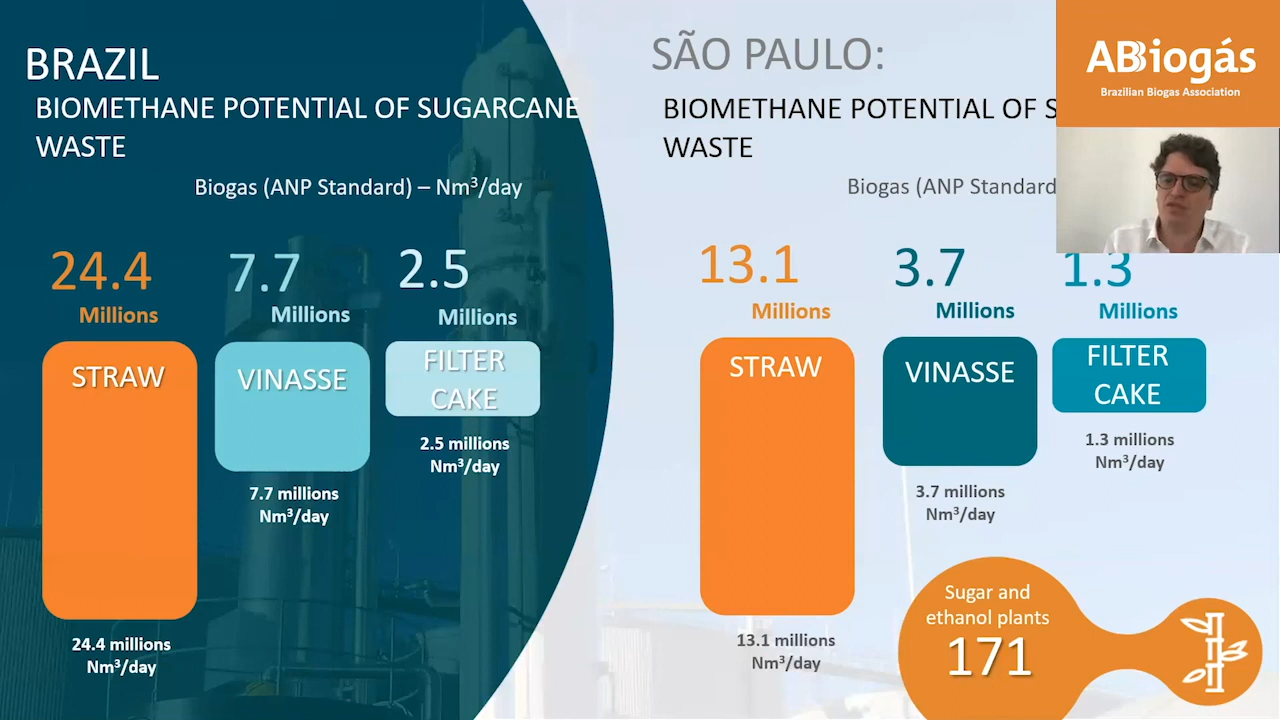 BRAZIL
BIOMETHANE POTENTIAL OF SUGARCANE
WASTE
Biogas (ANP Standard) – Nm³/day
24.4
Millions
7.7
Millions
2.5
Millions
STRAW
VINASSE
FILTER
CAKE
2.5 millions
Nm³/day
7.7 millions
Nm³/day
24.4 millions
Nm³/day
SÃO PAULO:
BIOMETHANE POTENTIAL OF S
WASTE
Biogas (ANP Standard
13.1
Millions
3.7
Millions
1.3
Millions
STRAW
VINASSE
FILTER
CAKE
1.3 millions
Nm³/day
3.7 millions
Nm³/day
13.1 millions
Nm³/day
Sugar and
ethanol plants
171
ABiogás
Brazilian Biogas Association